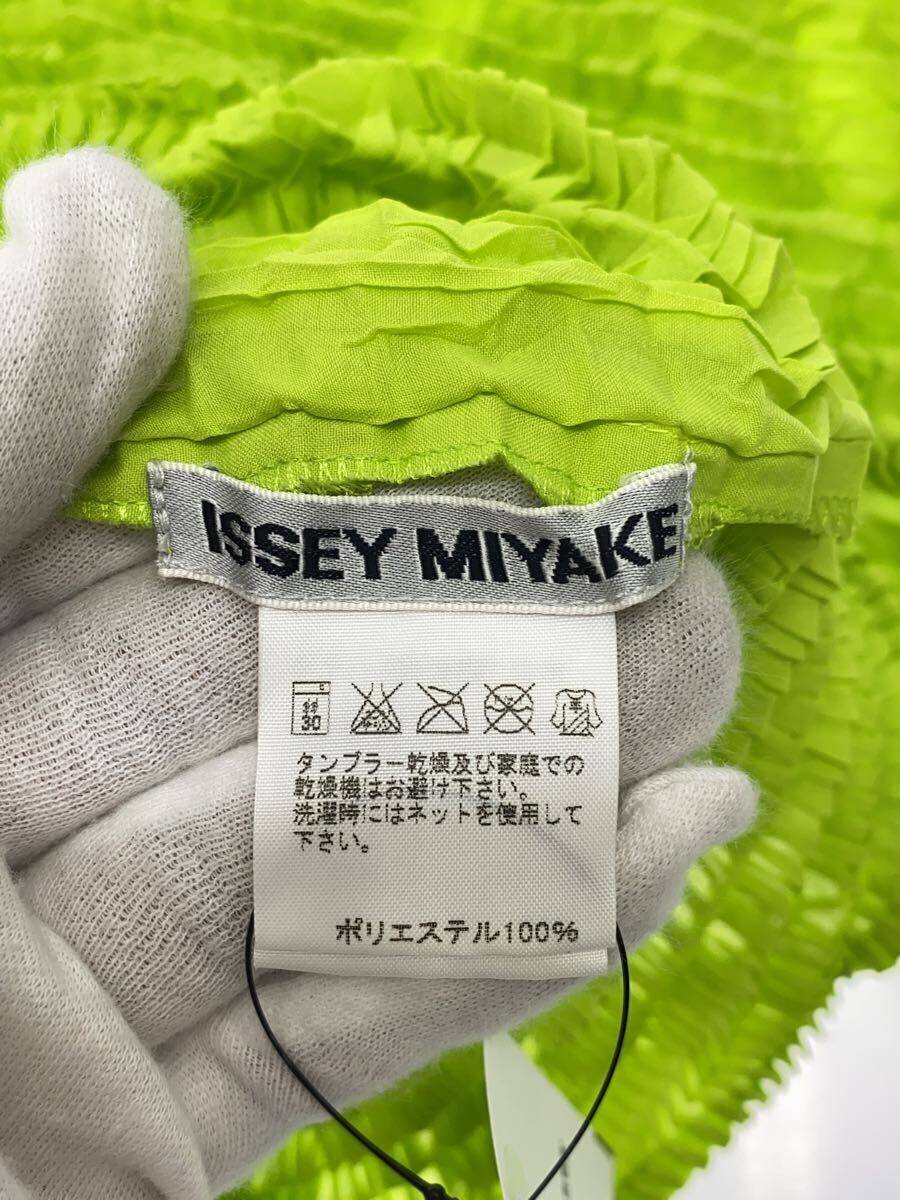 ISSEY MIYAKE
30
タンブラー乾燥及び家庭での
乾燥機はお避け下さい。
洗濯時にはネットを使用して
下さい。
ポリエステル100%